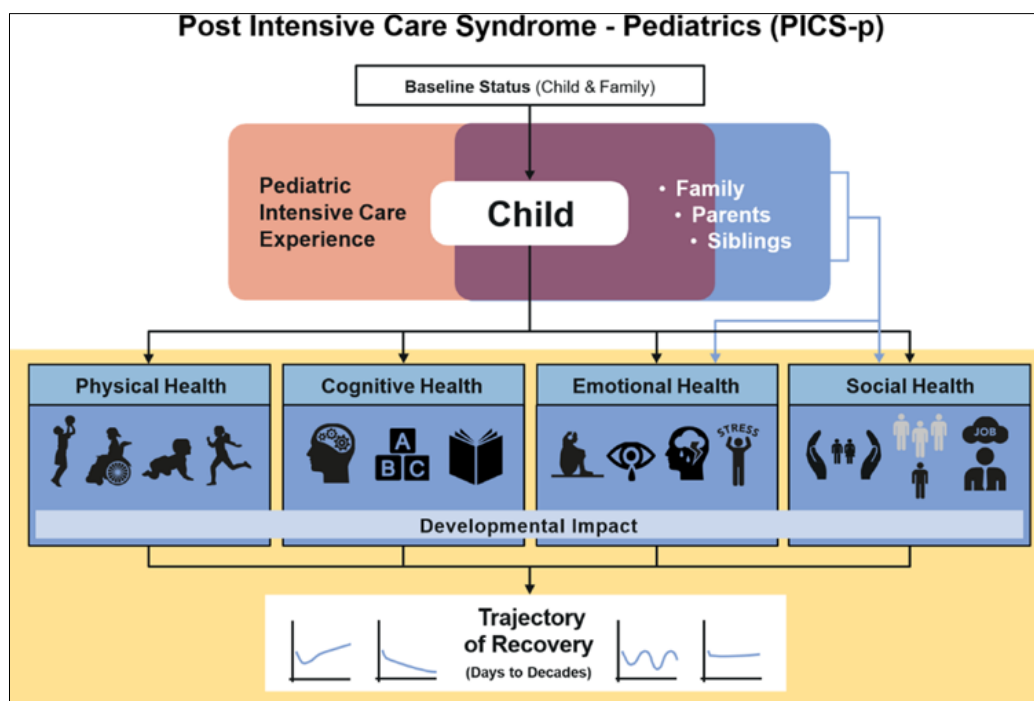 Post Intensive Care Syndrome - Pediatrics (PICS-p)
Baseline Status (Child & Family)
Pediatric
Intensive Care
Experience
Child
• Family
• Parents
• Siblings
Physical Health
Cognitive Health
Emotional Health
Social Health
A
B C
STRESS
JOB
Developmental Impact
Trajectory
of Recovery
(Days to Decades)